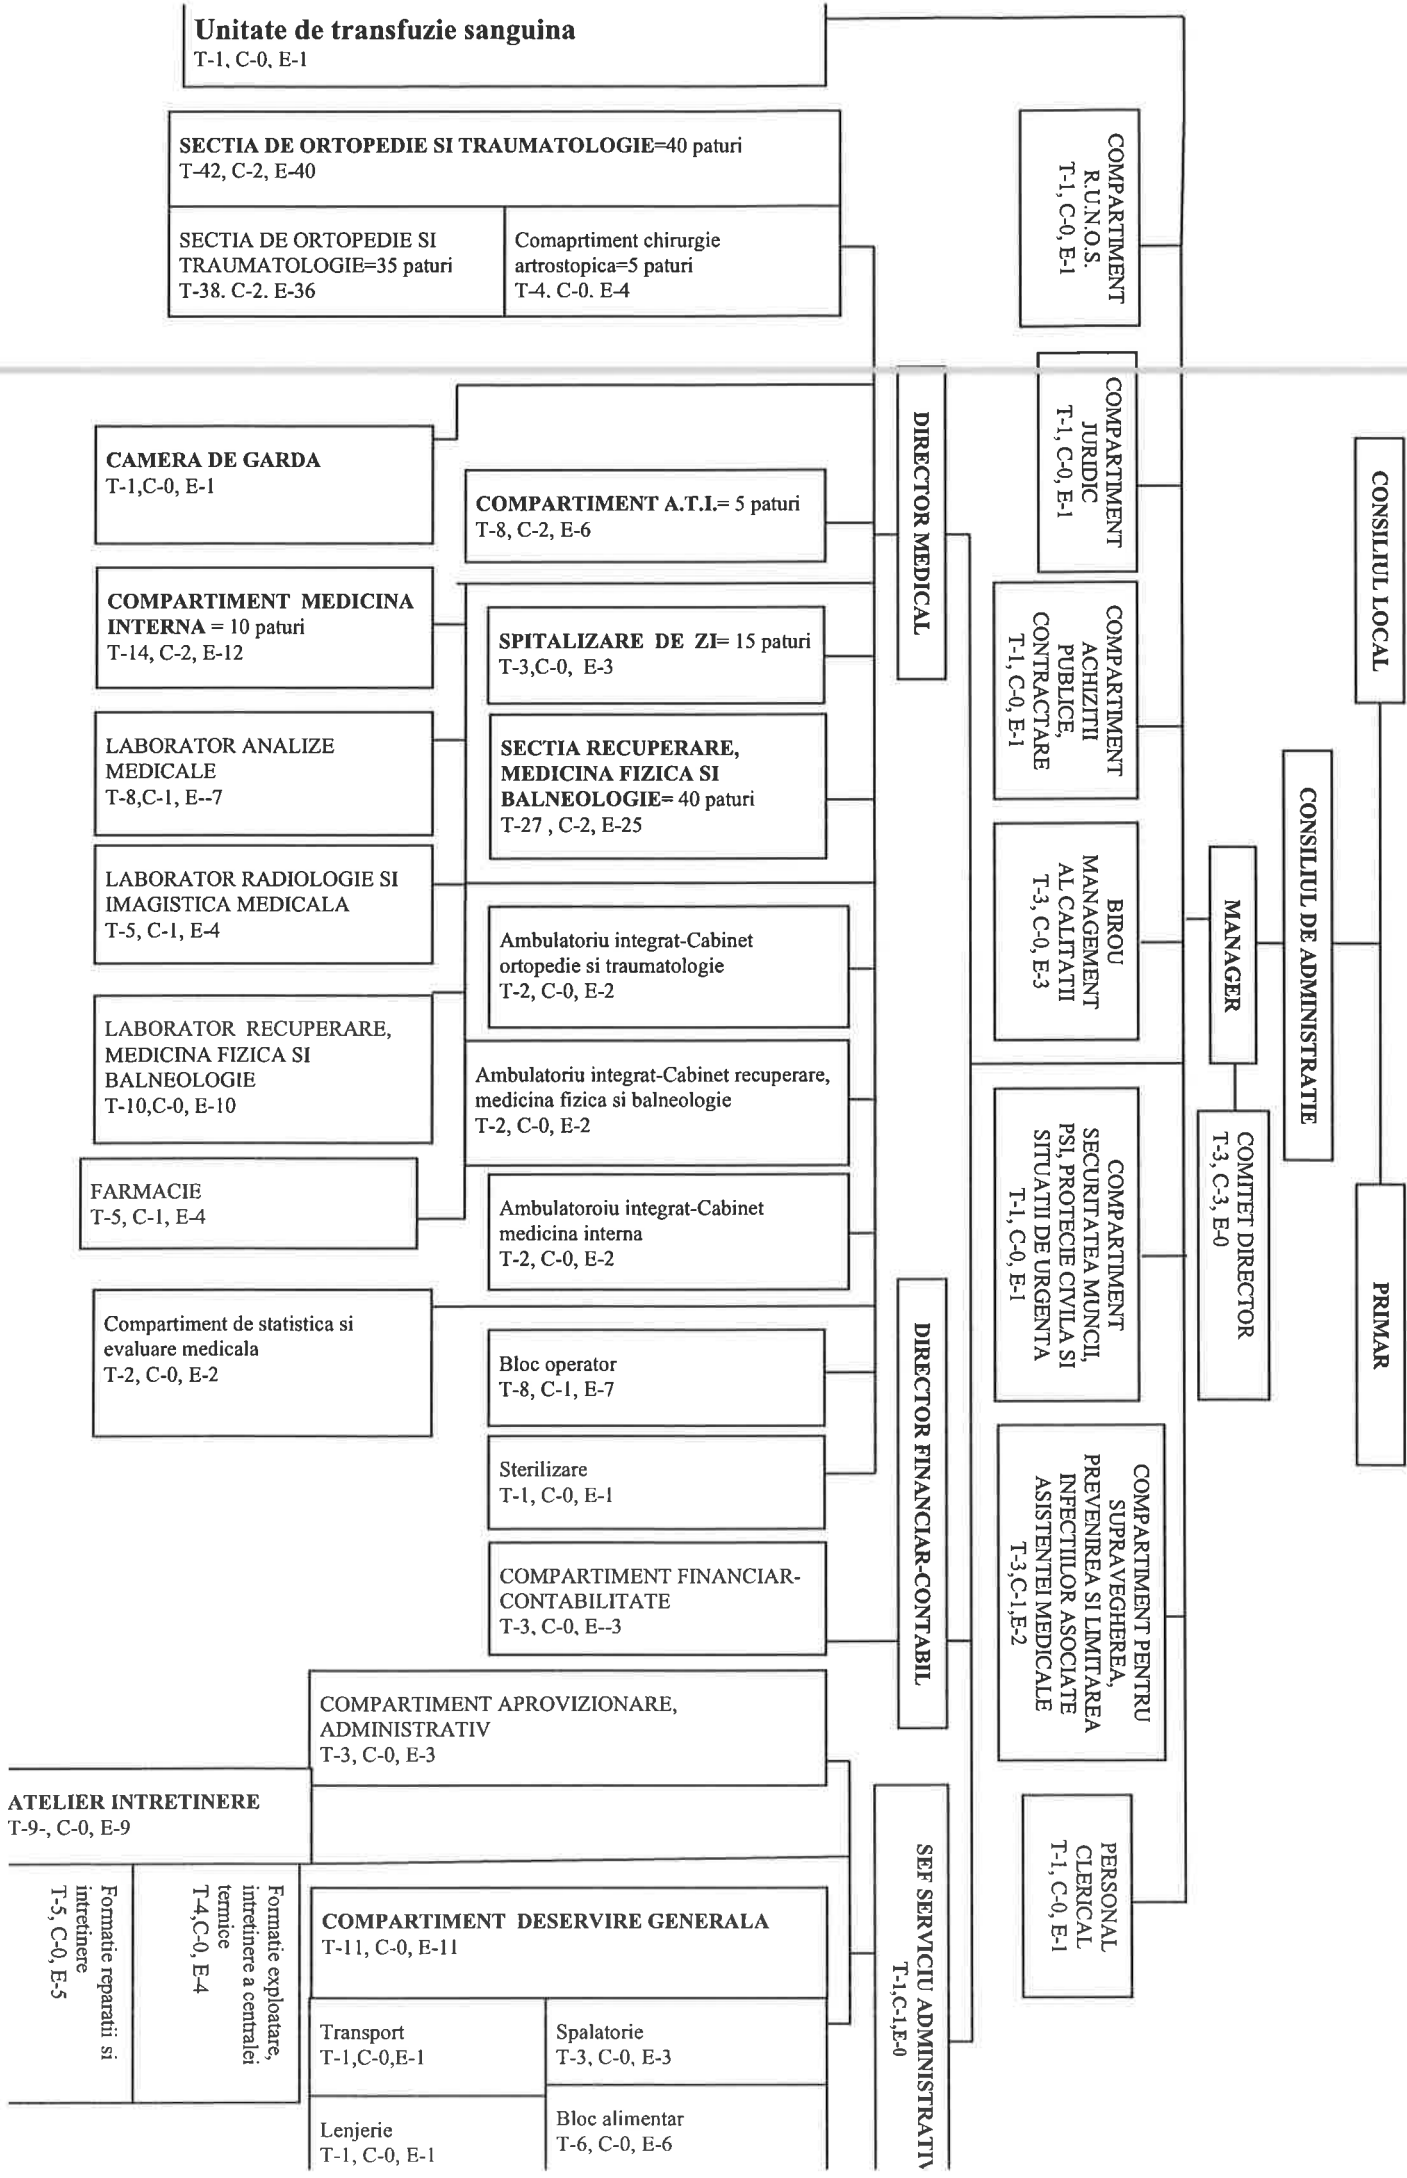 Unitate de transfuzie sanguina
T-1, C-0, E-1
SECTIA DE ORTOPEDIE SI TRAUMATOLOGIE=40 paturi
T-42, C-2, E-40
SECTIA DE ORTOPEDIE SI
TRAUMATOLOGIE=35 paturi
T-38. C-2. E-36
Comaprtiment chirurgie
artrostopica=5 paturi
T-4. C-0. E-4
CAMERA DE GARDA
T-1,C-0, E-1
COMPARTIMENT A.T.I.= 5 paturi
T-8, C-2, E-6
COMPARTIMENT MEDICINA
INTERNA = 10 paturi
T-14, C-2, E-12
SPITALIZARE DE ZI= 15 paturi
T-3,C-0, E-3
LABORATOR ANALIZE
MEDICALE
T-8,C-1, E--7
SECTIA RECUPERARE,
MEDICINA FIZICA SI
BALNEOLOGIE= 40 paturi
T-27 , C-2, E-25
LABORATOR RADIOLOGIE SI
IMAGISTICA MEDICALA
T-5, C-1, E-4
Ambulatoriu integrat-Cabinet
ortopedie si traumatologie
T-2, C-0, E-2
LABORATOR RECUPERARE,
MEDICINA FIZICA SI
BALNEOLOGIE
T-10,C-0, E-10
Ambulatoriu integrat-Cabinet recuperare,
medicina fizica si balneologie
T-2, C-0, E-2
FARMACIE
T-5, C-1, E-4
Ambulatoroiu integrat-Cabinet
medicina interna
T-2, C-0, E-2
Compartiment de statistica si
evaluare medicala
T-2, C-0, E-2
Bloc operator
T-8, C-1, E-7
Sterilizare
T-1, C-0, E-1
COMPARTIMENT FINANCIAR-
CONTABILITATE
T-3, C-0, E--3
COMPARTIMENT APROVIZIONARE,
ADMINISTRATIV
T-3, C-0, E-3
ATELIER INTRETINERE
T-9-, C-0, E-9
Formatie exploatare,
intretinere a centralei
termice
T-4,C-0, E-4
Formatie reparatii si
intretinere
T-5, C-0, E-5
COMPARTIMENT DESERVIRE GENERALA
T-11, C-0, E-11
Transport
T-1,C-0,E-1
Spalatorie
T-3, C-0, E-3
Lenjerie
T-1, C-0, E-1
Bloc alimentar
T-6, C-0, E-6
DIRECTOR MEDICAL
DIRECTOR FINANCIAR-CONTABIL
SEF SERVICIU ADMINISTRATIV
T-1,C-1,E-0
COMPARTIMENT
R.U.N.O.S.
T-1, C-0, E-1
COMPARTIMENT
JURIDIC
T-1, C-0, E-1
COMPARTIMENT
ACHIZITII
PUBLICE,
CONTRACTARE
T-1, C-0, E-1
BIROU
MANAGEMENT
AL CALITATII
T-3, C-0, E-3
COMPARTIMENT
SECURITATEA MUNCII,
PSI, PROTECIE CIVILA SI
SITUATII DE URGENTA
T-1, C-0, E-1
COMPARTIMENT PENTRU
SUPRAVEGHEREA,
PREVENIREA SI LIMITAREA
INFECTIILOR ASOCIATE
ASISTENTEI MEDICALE
T-3,C-1,E-2
PERSONAL
CLERICAL
T-1, C-0, E-1
MANAGER
COMITET DIRECTOR
T-3, C-3, E-0
CONSILIUL DE ADMINISTRATIE
CONSILIUL LOCAL
PRIMAR